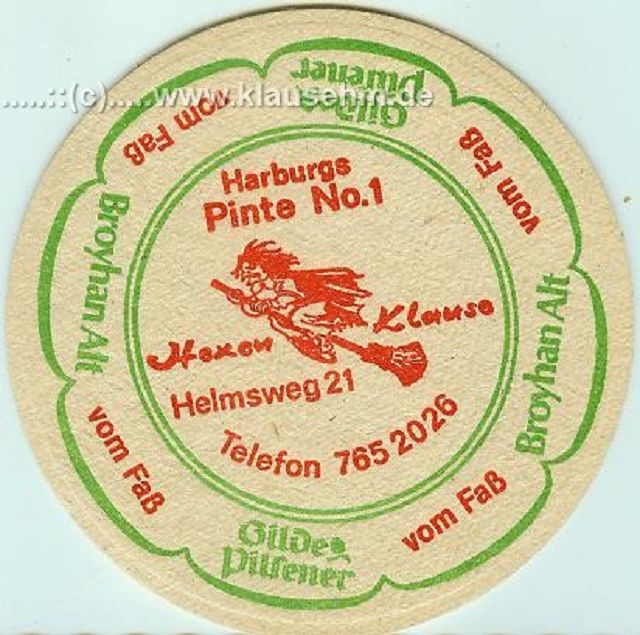 .....::(c).....www.klausehm.de
Gilde
Pilsener
vom Faß
vom Faß
Harburgs
Pinte No.1
Broyhan Alt
Hexen Klause
Broyhan Alt
Helmsweg 21
Telefon 765 20 26
vom Faß
vom Faß
Gilde
Pilsener